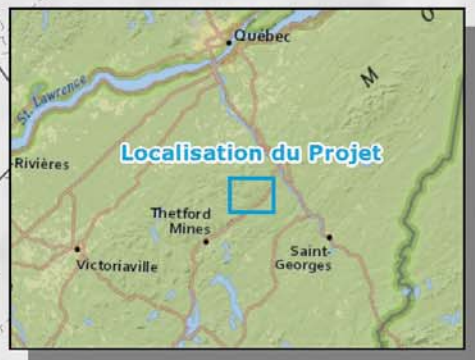 Québec
M
O
St. Lawrence
Rivières
Localisation du Projet
Thetford
Mines
Saint-
Georges
Victoriaville